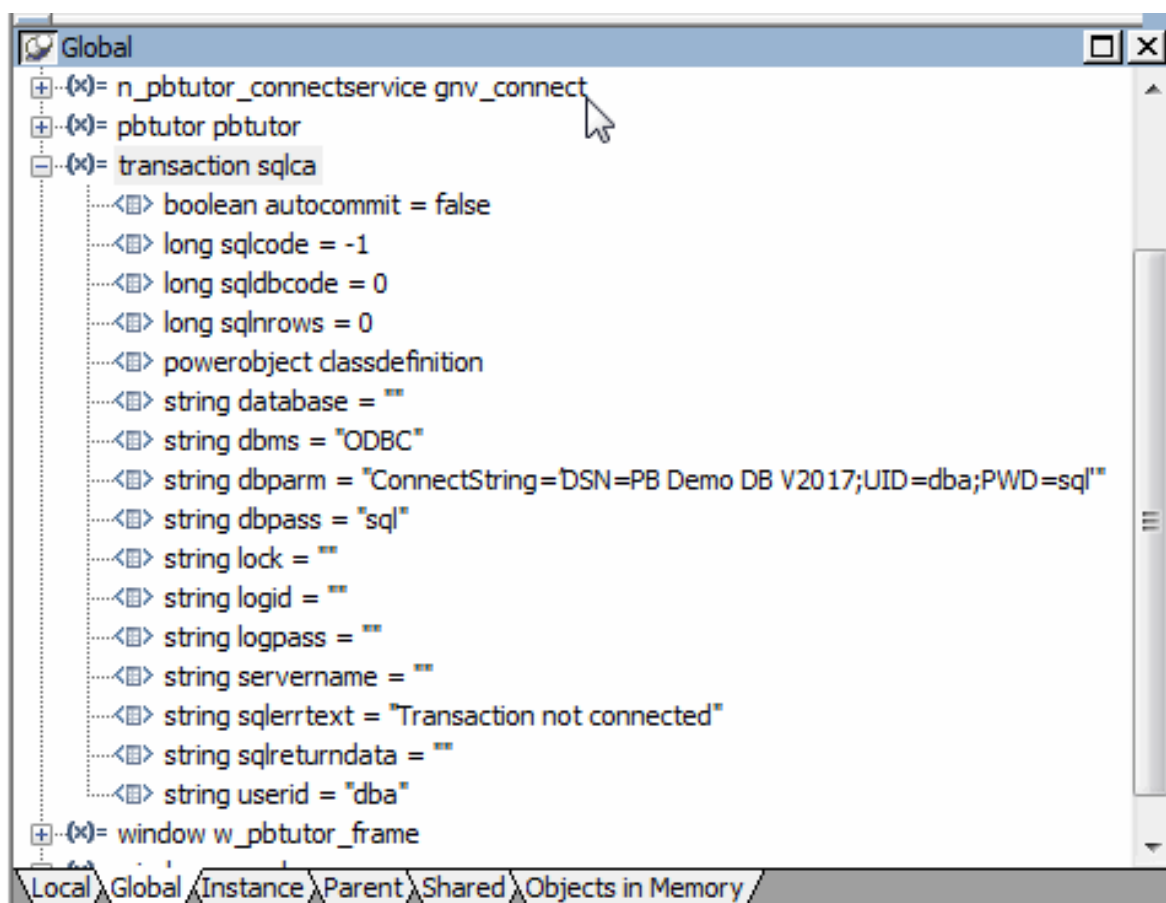 Global
(x)= n_pbtutor_connectservice gnv_connect
(x)= pbtutor pbtutor
(x)= transaction sqlca
boolean autocommit = false
long sqlcode = -1
long sqldbcode = 0
long sqlnrows = 0
powerobject classdefinition
string database = ""
string dbms = "ODBC"
string dbparm = "ConnectString='DSN=PB Demo DB V2017;UID=dba;PWD=sql'"
string dbpass = "sql"
string lock = ""
string logid = ""
string logpass = ""
string servername = ""
string sqlerrtext = "Transaction not connected"
string sqlreturndata = ""
string userid = "dba"
(x)= window w_pbtutor_frame
Local Global Instance Parent Shared Objects in Memory